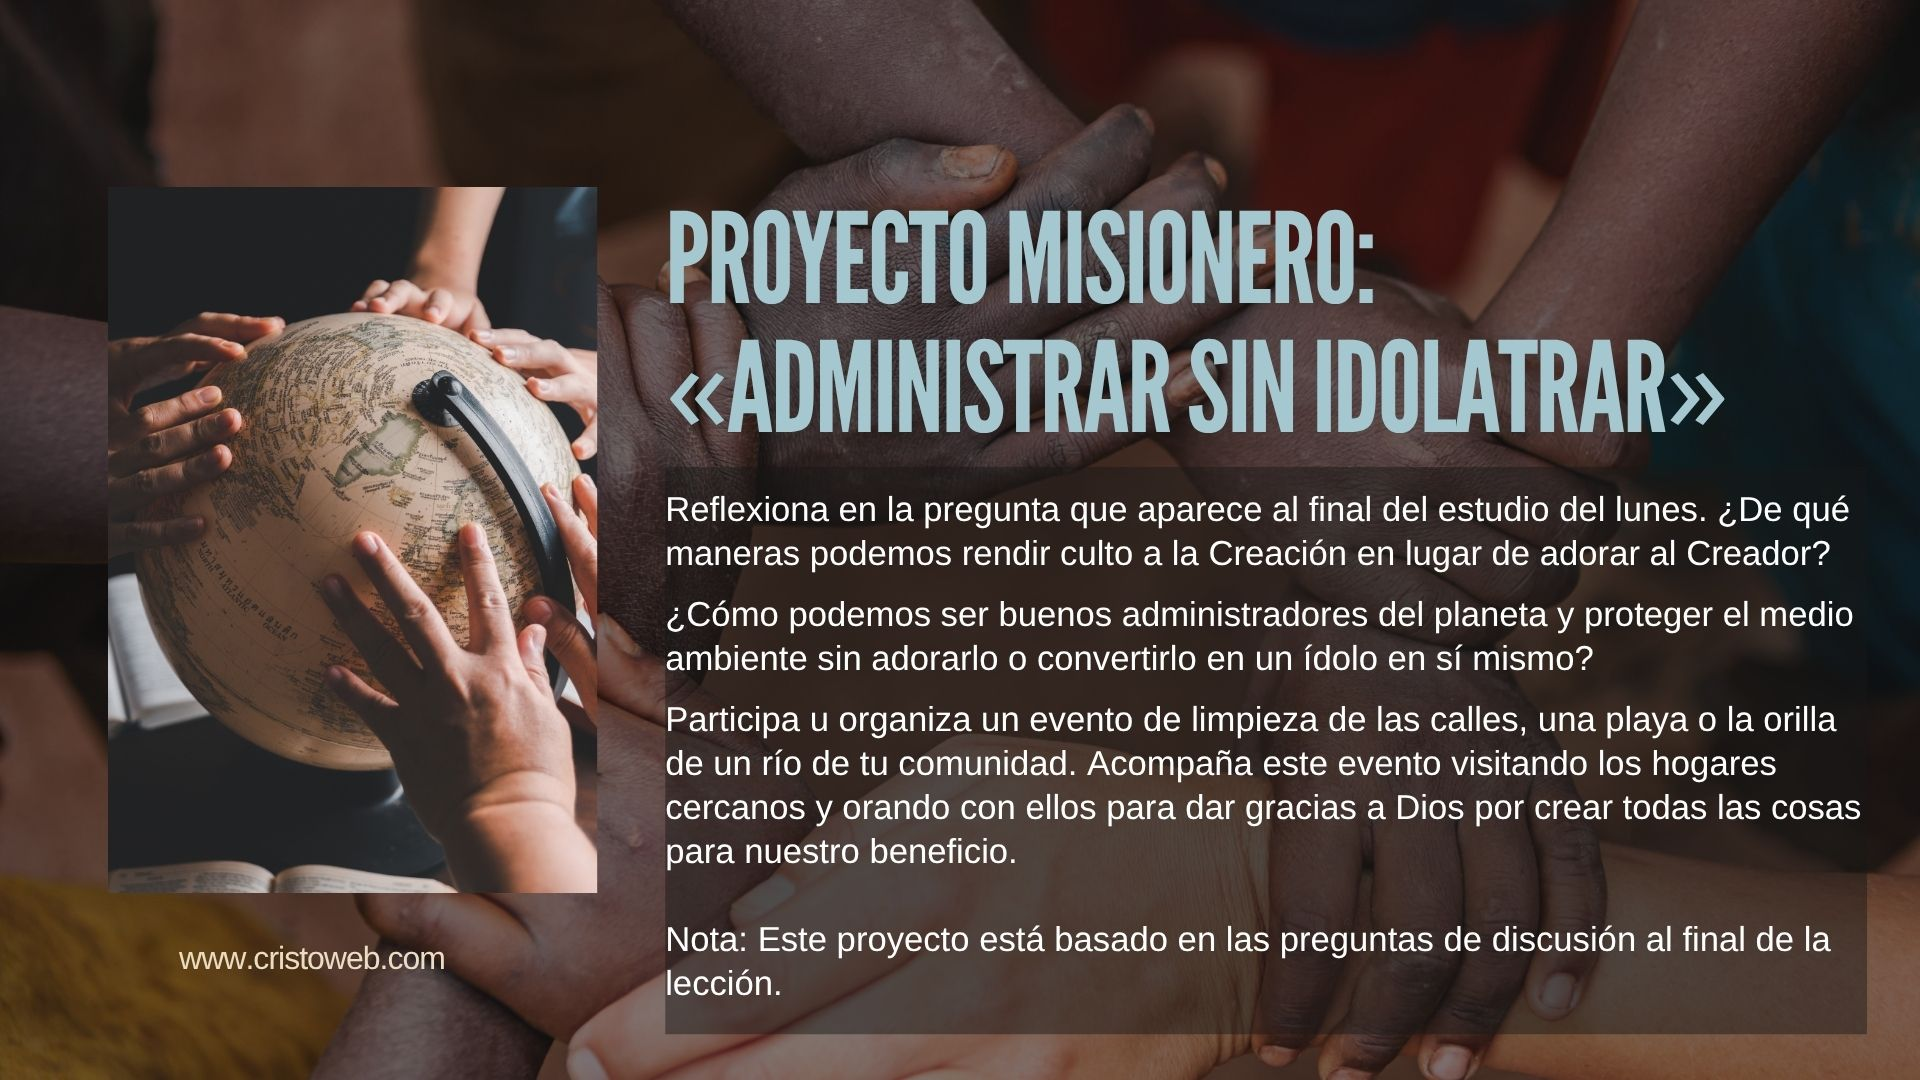 PROYECTO MISIONERO:
«ADMINISTRAR SIN IDOLATRAR»
Reflexiona en la pregunta que aparece al final del estudio del lunes. ¿De qué
maneras podemos rendir culto a la Creación en lugar de adorar al Creador?
¿Cómo podemos ser buenos administradores del planeta y proteger el medio
ambiente sin adorarlo o convertirlo en un ídolo en sí mismo?
Participa u organiza un evento de limpieza de las calles, una playa o la orilla
de un río de tu comunidad. Acompaña este evento visitando los hogares
cercanos y orando con ellos para dar gracias a Dios por crear todas las cosas
para nuestro beneficio.
Nota: Este proyecto está basado en las preguntas de discusión al final de la
lección.
www.cristoweb.com